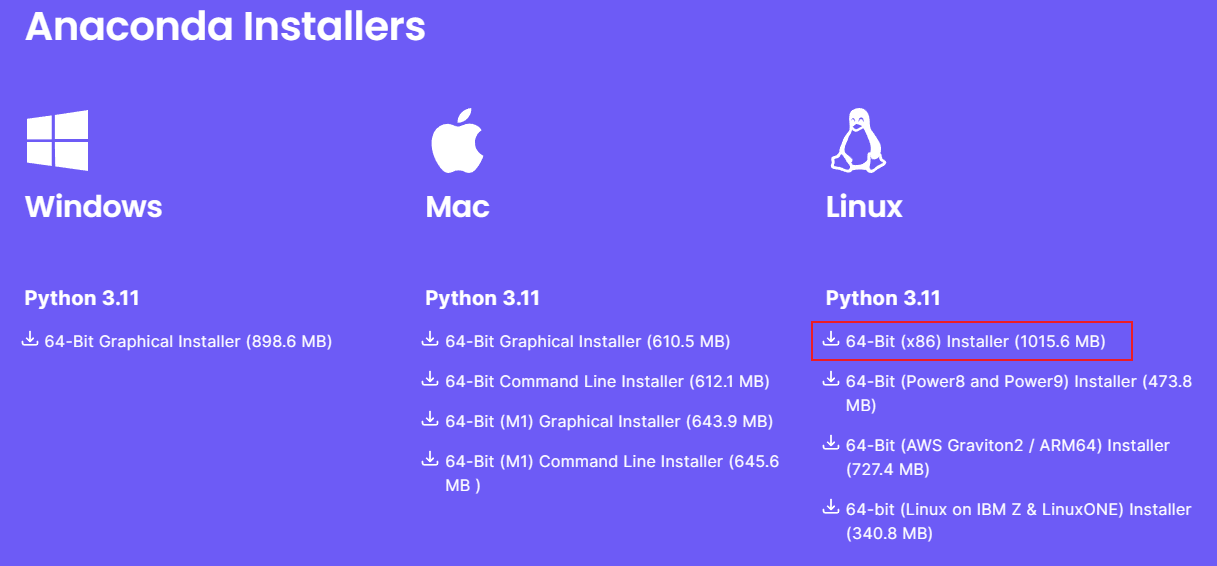 Anaconda Installers
Windows
Python 3.11
64-Bit Graphical Installer (898.6 MB)
Mac
Python 3.11
64-Bit Graphical Installer (610.5 MB)
64-Bit Command Line Installer (612.1 MB)
64-Bit (M1) Graphical Installer (643.9 MB)
64-Bit (M1) Command Line Installer (645.6
MB )
Linux
Python 3.11
64-Bit (x86) Installer (1015.6 MB)
64-Bit (Power8 and Power9) Installer (473.8
MB)
64-Bit (AWS Graviton2 / ARM64) Installer
(727.4 MB)
64-bit (Linux on IBM Z & LinuxONE) Installer
(340.8 MB)